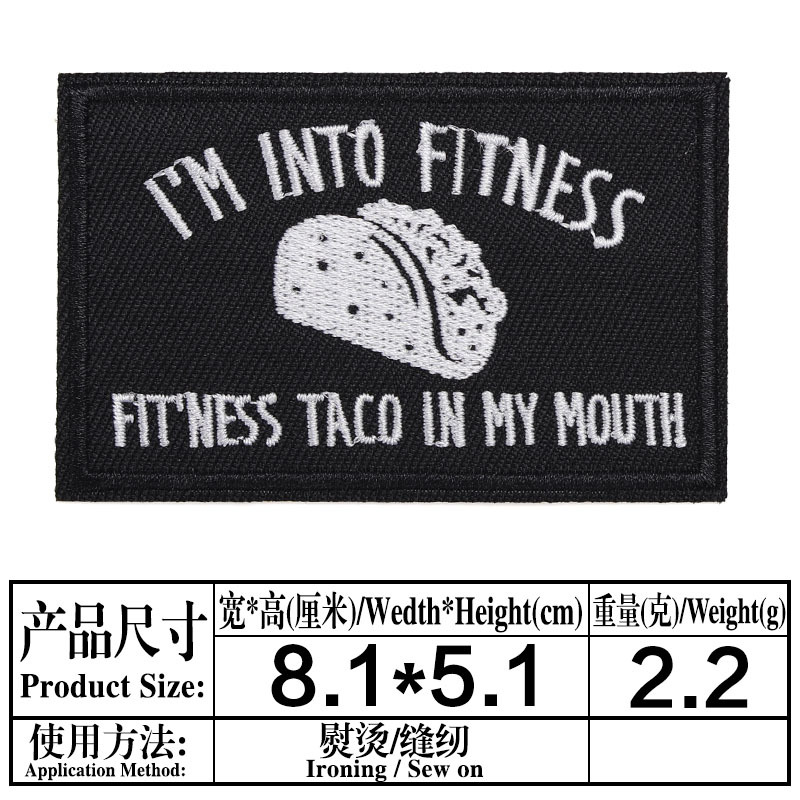 I'M INTO FITNESS
FIT'NESS TACO IN MY MOUTH
产品尺寸
Product Size:
宽*高(厘米)/Wedth*Height(cm)
重量(克)/Weight(g)
8.1*5.1
2.2
使用方法:
Application Method:
熨烫/缝纫
Ironing / Sew on